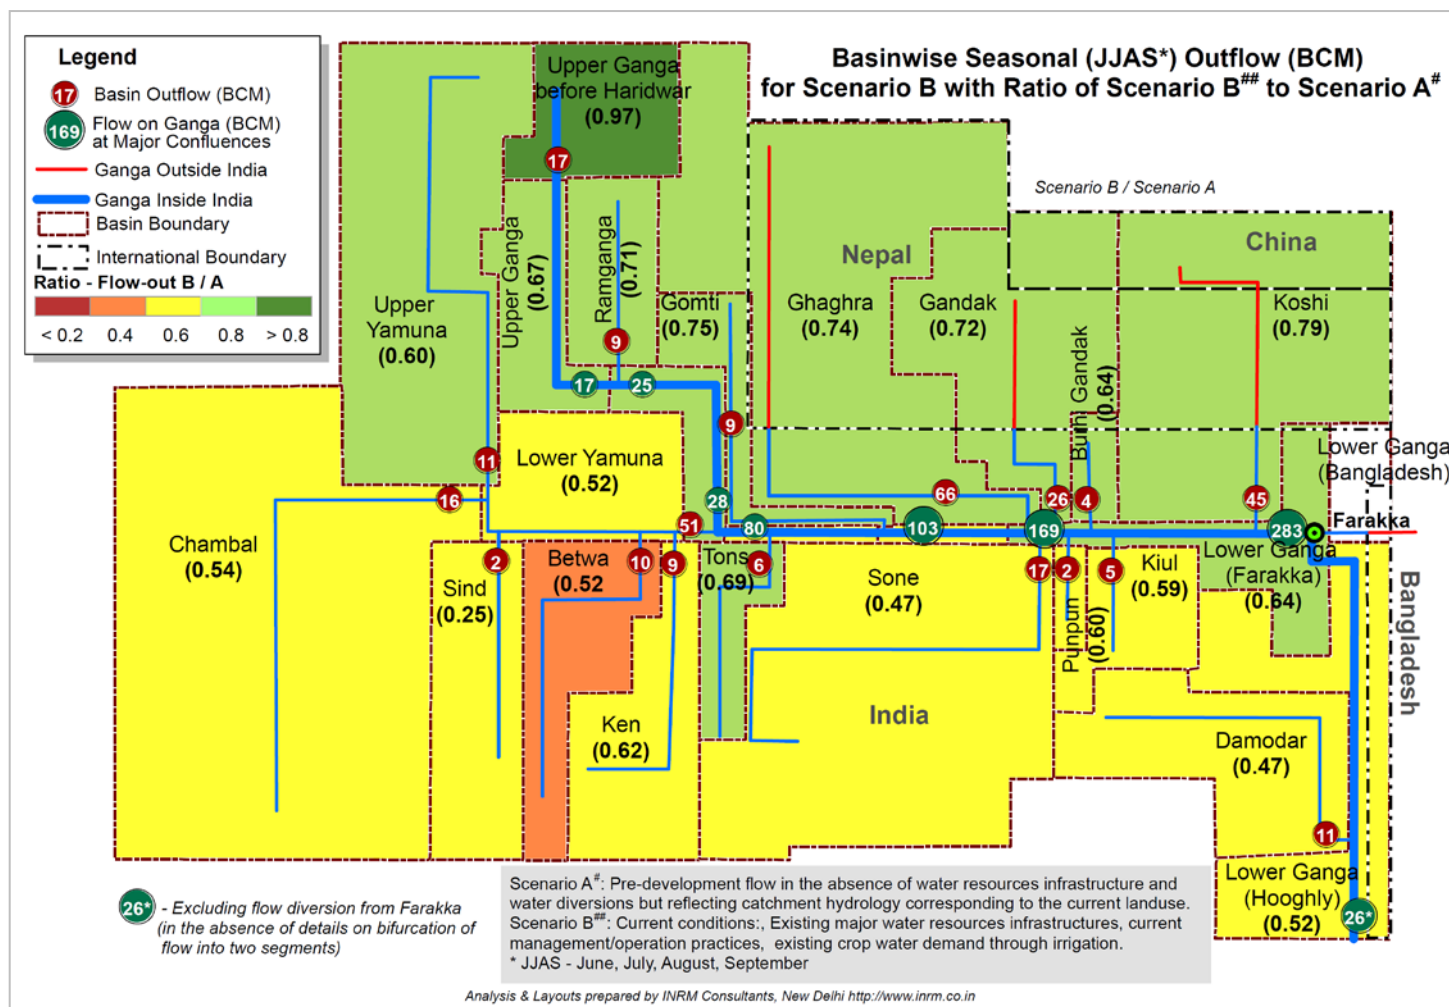 Legend
17 Basin Outflow (BCM)
169 Flow on Ganga (BCM)
at Major Confluences
Ganga Outside India
Ganga Inside India
Basin Boundary
International Boundary
Ratio - Flow-out B / A
< 0.2 0.4 0.6 0.8 > 0.8
Basinwise Seasonal (JJAS*) Outflow (BCM)
for Scenario B with Ratio of Scenario B## to Scenario A#
Scenario B / Scenario A
Upper Ganga
before Haridwar
(0.97)
17
Upper Ganga
(0.67)
Ramganga
(0.71)
9
Upper
Yamuna
(0.60)
Gomti
(0.75)
Nepal
Ghaghra
(0.74)
Gandak
(0.72)
China
Koshi
(0.79)
Burhi Gandak
(0.64)
17
25
9
11
Lower Yamuna
(0.52)
16
28
66
26
4
45
Lower Ganga
(Bangladesh)
51
80
103
169
283
Farakka
Chambal
(0.54)
2
Sind
(0.25)
Betwa
(0.52
10
9
Tons
(0.69)
6
Sone
(0.47)
17
2
5
Kiul
(0.59)
Lower Ganga
(Farakka)
(0.64)
Punpun
(0.60)
Bangladesh
Ken
(0.62)
India
Damodar
(0.47)
11
Lower Ganga
(Hooghly)
(0.52)
26*
26* - Excluding flow diversion from Farakka
(in the absence of details on bifurcation of
flow into two segments)
Scenario A#: Pre-development flow in the absence of water resources infrastructure and
water diversions but reflecting catchment hydrology corresponding to the current landuse.
Scenario B##: Current conditions:, Existing major water resources infrastructures, current
management/operation practices, existing crop water demand through irrigation.
* JJAS - June, July, August, September
Analysis & Layouts prepared by INRM Consultants, New Delhi http://www.inrm.co.in